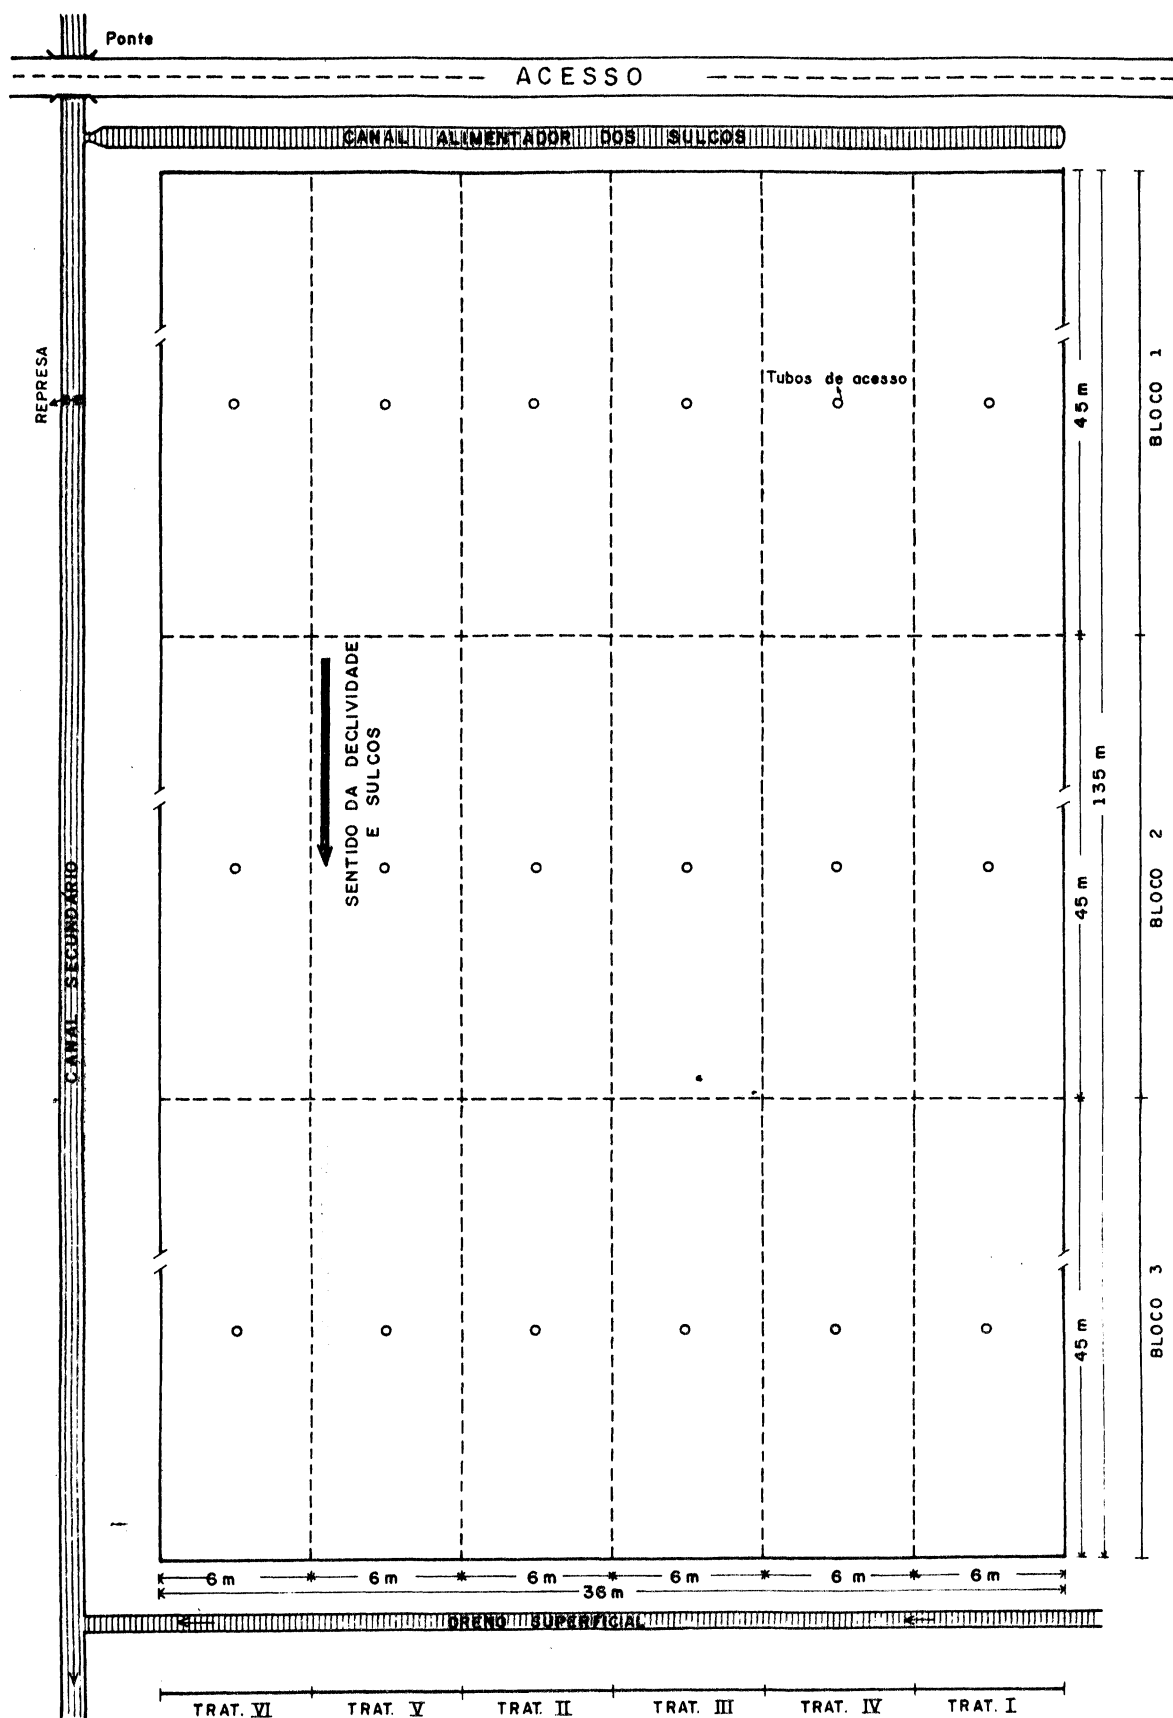 Ponte
ACESSO
CANAL ALIMENTADOR DOS SULCOS
REPRESA
Tubos de acesso
45 m
BLOCO 1
SENTIDO DA DECLIVIDADE
E SULCOS
135 m
CANAL SECUNDÁRIO
45 m
BLOCO 2
45 m
BLOCO 3
6 m 6 m 6 m 6 m 6 m 6 m
36 m
DRENO SUPERFICIAL
TRAT. VI TRAT. V TRAT. II TRAT. III TRAT. IV TRAT. I